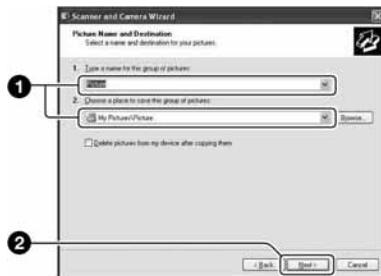 Scanner and Camera Wizard
Picture Name and Destination
Select a name and destination for your pictures.
1. Type a name for this group of pictures:
Picture
2. Choose a place to save this group of pictures:
My Pictures\Picture
Browse...
Delete pictures from my device after copying them
1
2
< Back Next > Cancel